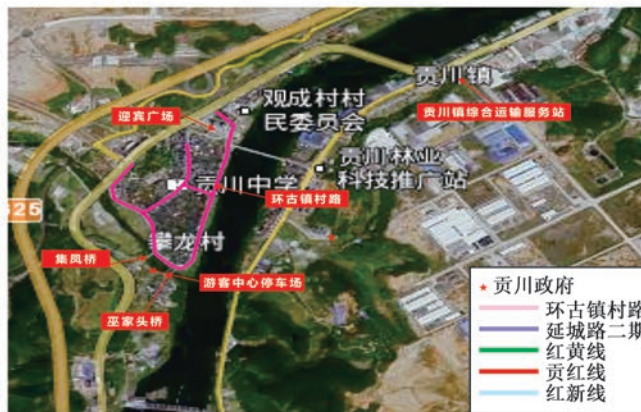 贡川镇
观成村村
民委员会
迎宾广场
贡川镇综合运输服务站
贡川林业
科技推广站
贡川中学
环古镇村路
攀龙村
集凤桥
游客中心停车场
巫家头桥
贡川政府
环古镇村路
延城路二期
红黄线
贡红线
红新线